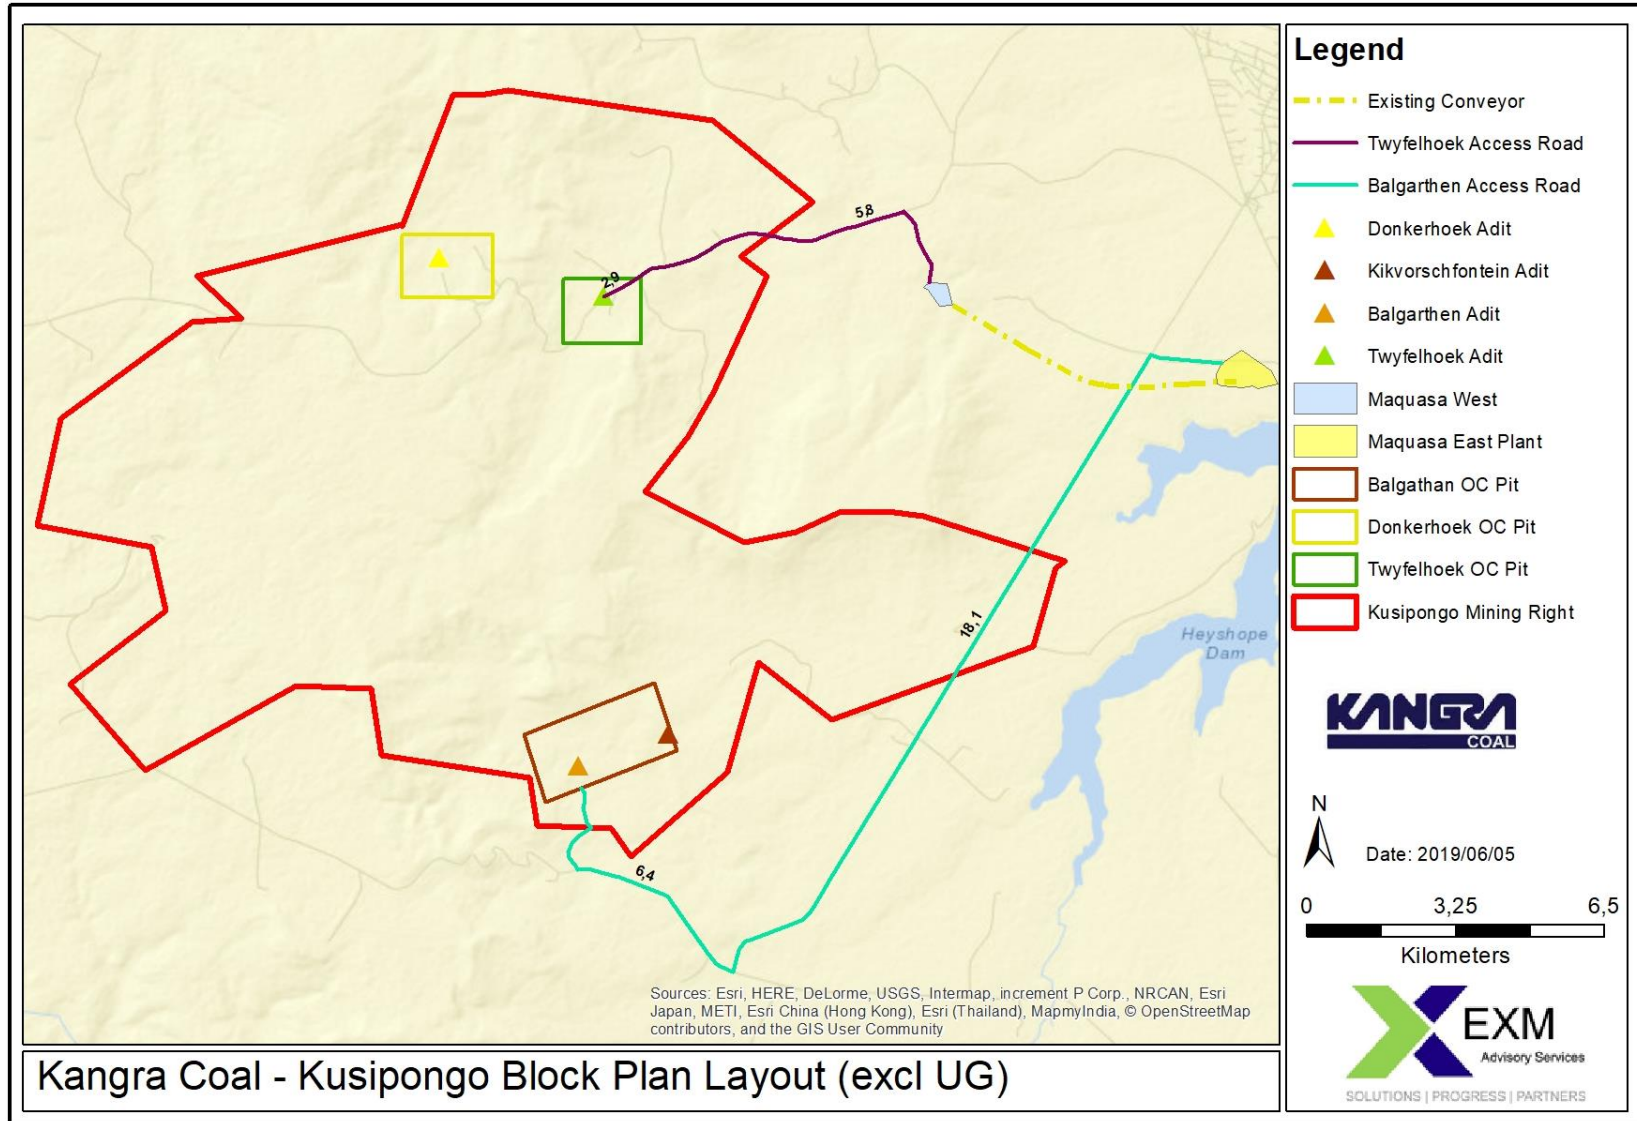 5,8
2,9
18,1
Heyshope
Dam
6,4
Sources: Esri, HERE, DeLorme, USGS, Intermap, increment P Corp., NRCAN, Esri
Japan, METI, Esri China (Hong Kong), Esri (Thailand), MapmyIndia, © OpenStreetMap
contributors, and the GIS User Community
Kangra Coal - Kusipongo Block Plan Layout (excl UG)
Legend
Existing Conveyor
Twyfelhoek Access Road
Balgarthen Access Road
Donkerhoek Adit
Kikvorschfontein Adit
Balgarthen Adit
Twyfelhoek Adit
Maquasa West
Maquasa East Plant
Balgathan OC Pit
Donkerhoek OC Pit
Twyfelhoek OC Pit
Kusipongo Mining Right
KANGRA
COAL
N
Date: 2019/06/05
0 3,25 6,5
Kilometers
EXM
Advisory Services
SOLUTIONS | PROGRESS | PARTNERS